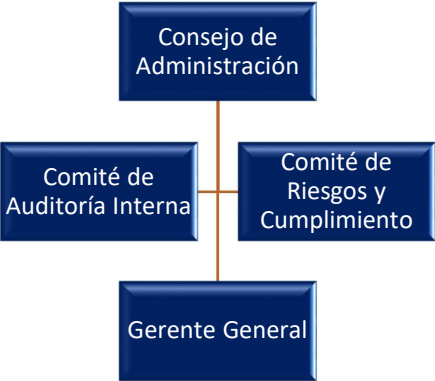 Consejo de
Administración
Comité de
Auditoría Interna
Comité de
Riesgos y
Cumplimiento
Gerente General